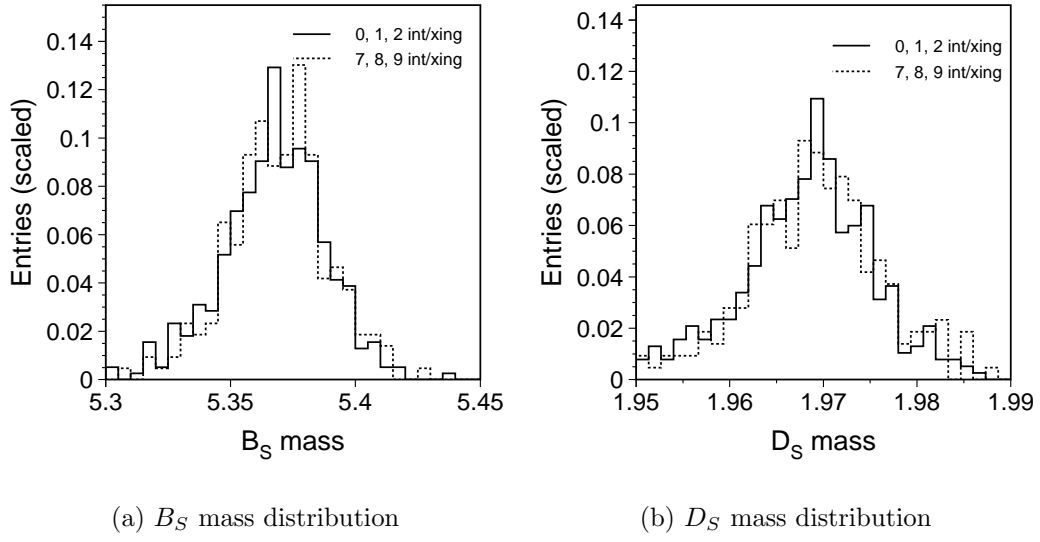 0.14
0.12
0.1
0.08
0.06
0.04
0.02
0
Entries (scaled)
0, 1, 2 int/xing
7, 8, 9 int/xing
5.3 5.35 5.4 5.45
B_S mass
(a) B_S mass distribution
0.14
0.12
0.1
0.08
0.06
0.04
0.02
0
Entries (scaled)
0, 1, 2 int/xing
7, 8, 9 int/xing
1.95 1.96 1.97 1.98 1.99
D_S mass
(b) D_S mass distribution